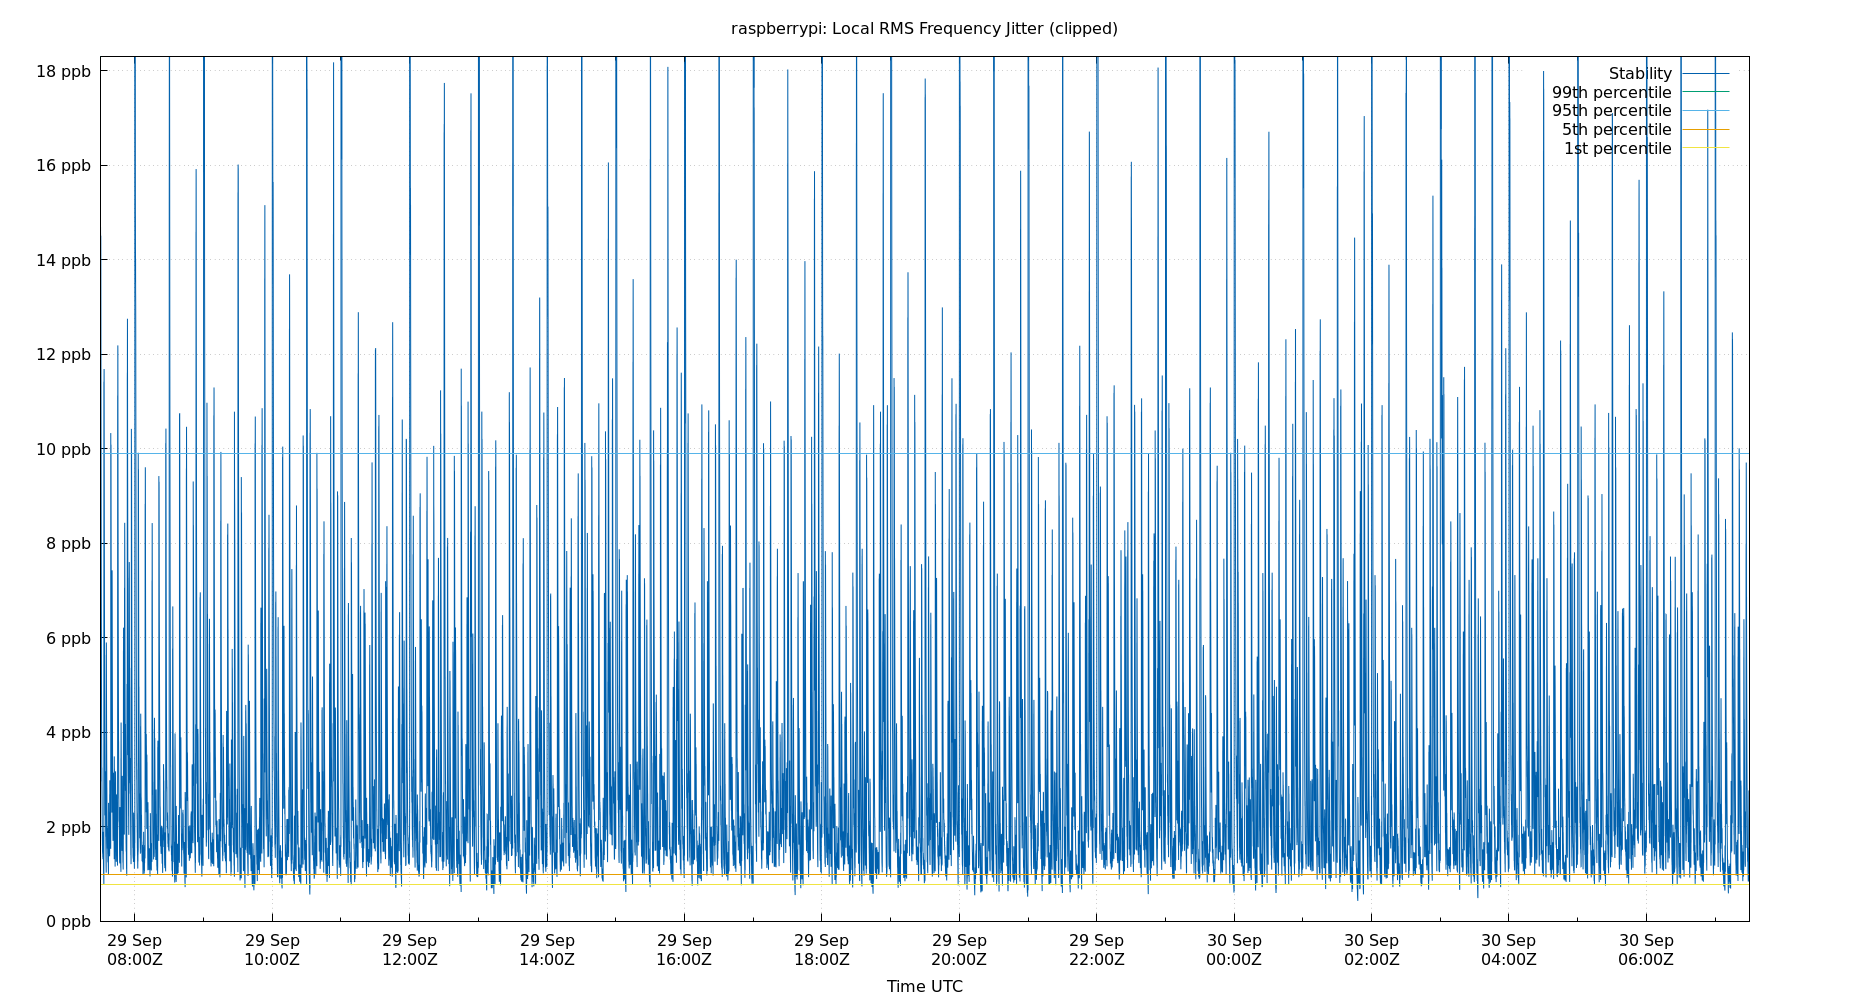 raspberrypi: Local RMS Frequency Jitter (clipped)
18 ppb
16 ppb
14 ppb
12 ppb
10 ppb
8 ppb
6 ppb
4 ppb
2 ppb
0 ppb
Stability
99th percentile
95th percentile
5th percentile
1st percentile
29 Sep 29 Sep 29 Sep 29 Sep 29 Sep 29 Sep 29 Sep 29 Sep 30 Sep 30 Sep 30 Sep 30 Sep
08:00Z 10:00Z 12:00Z 14:00Z 16:00Z 18:00Z 20:00Z 22:00Z 00:00Z 02:00Z 04:00Z 06:00Z
Time UTC